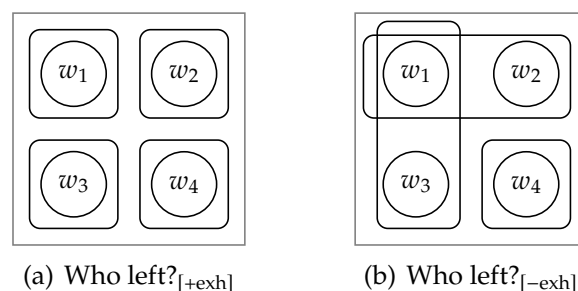 w₁ w₂ w₁ w₂
w₃ w₄ w₃ w₄
(a) Who left?[+exh] (b) Who left?[−exh]